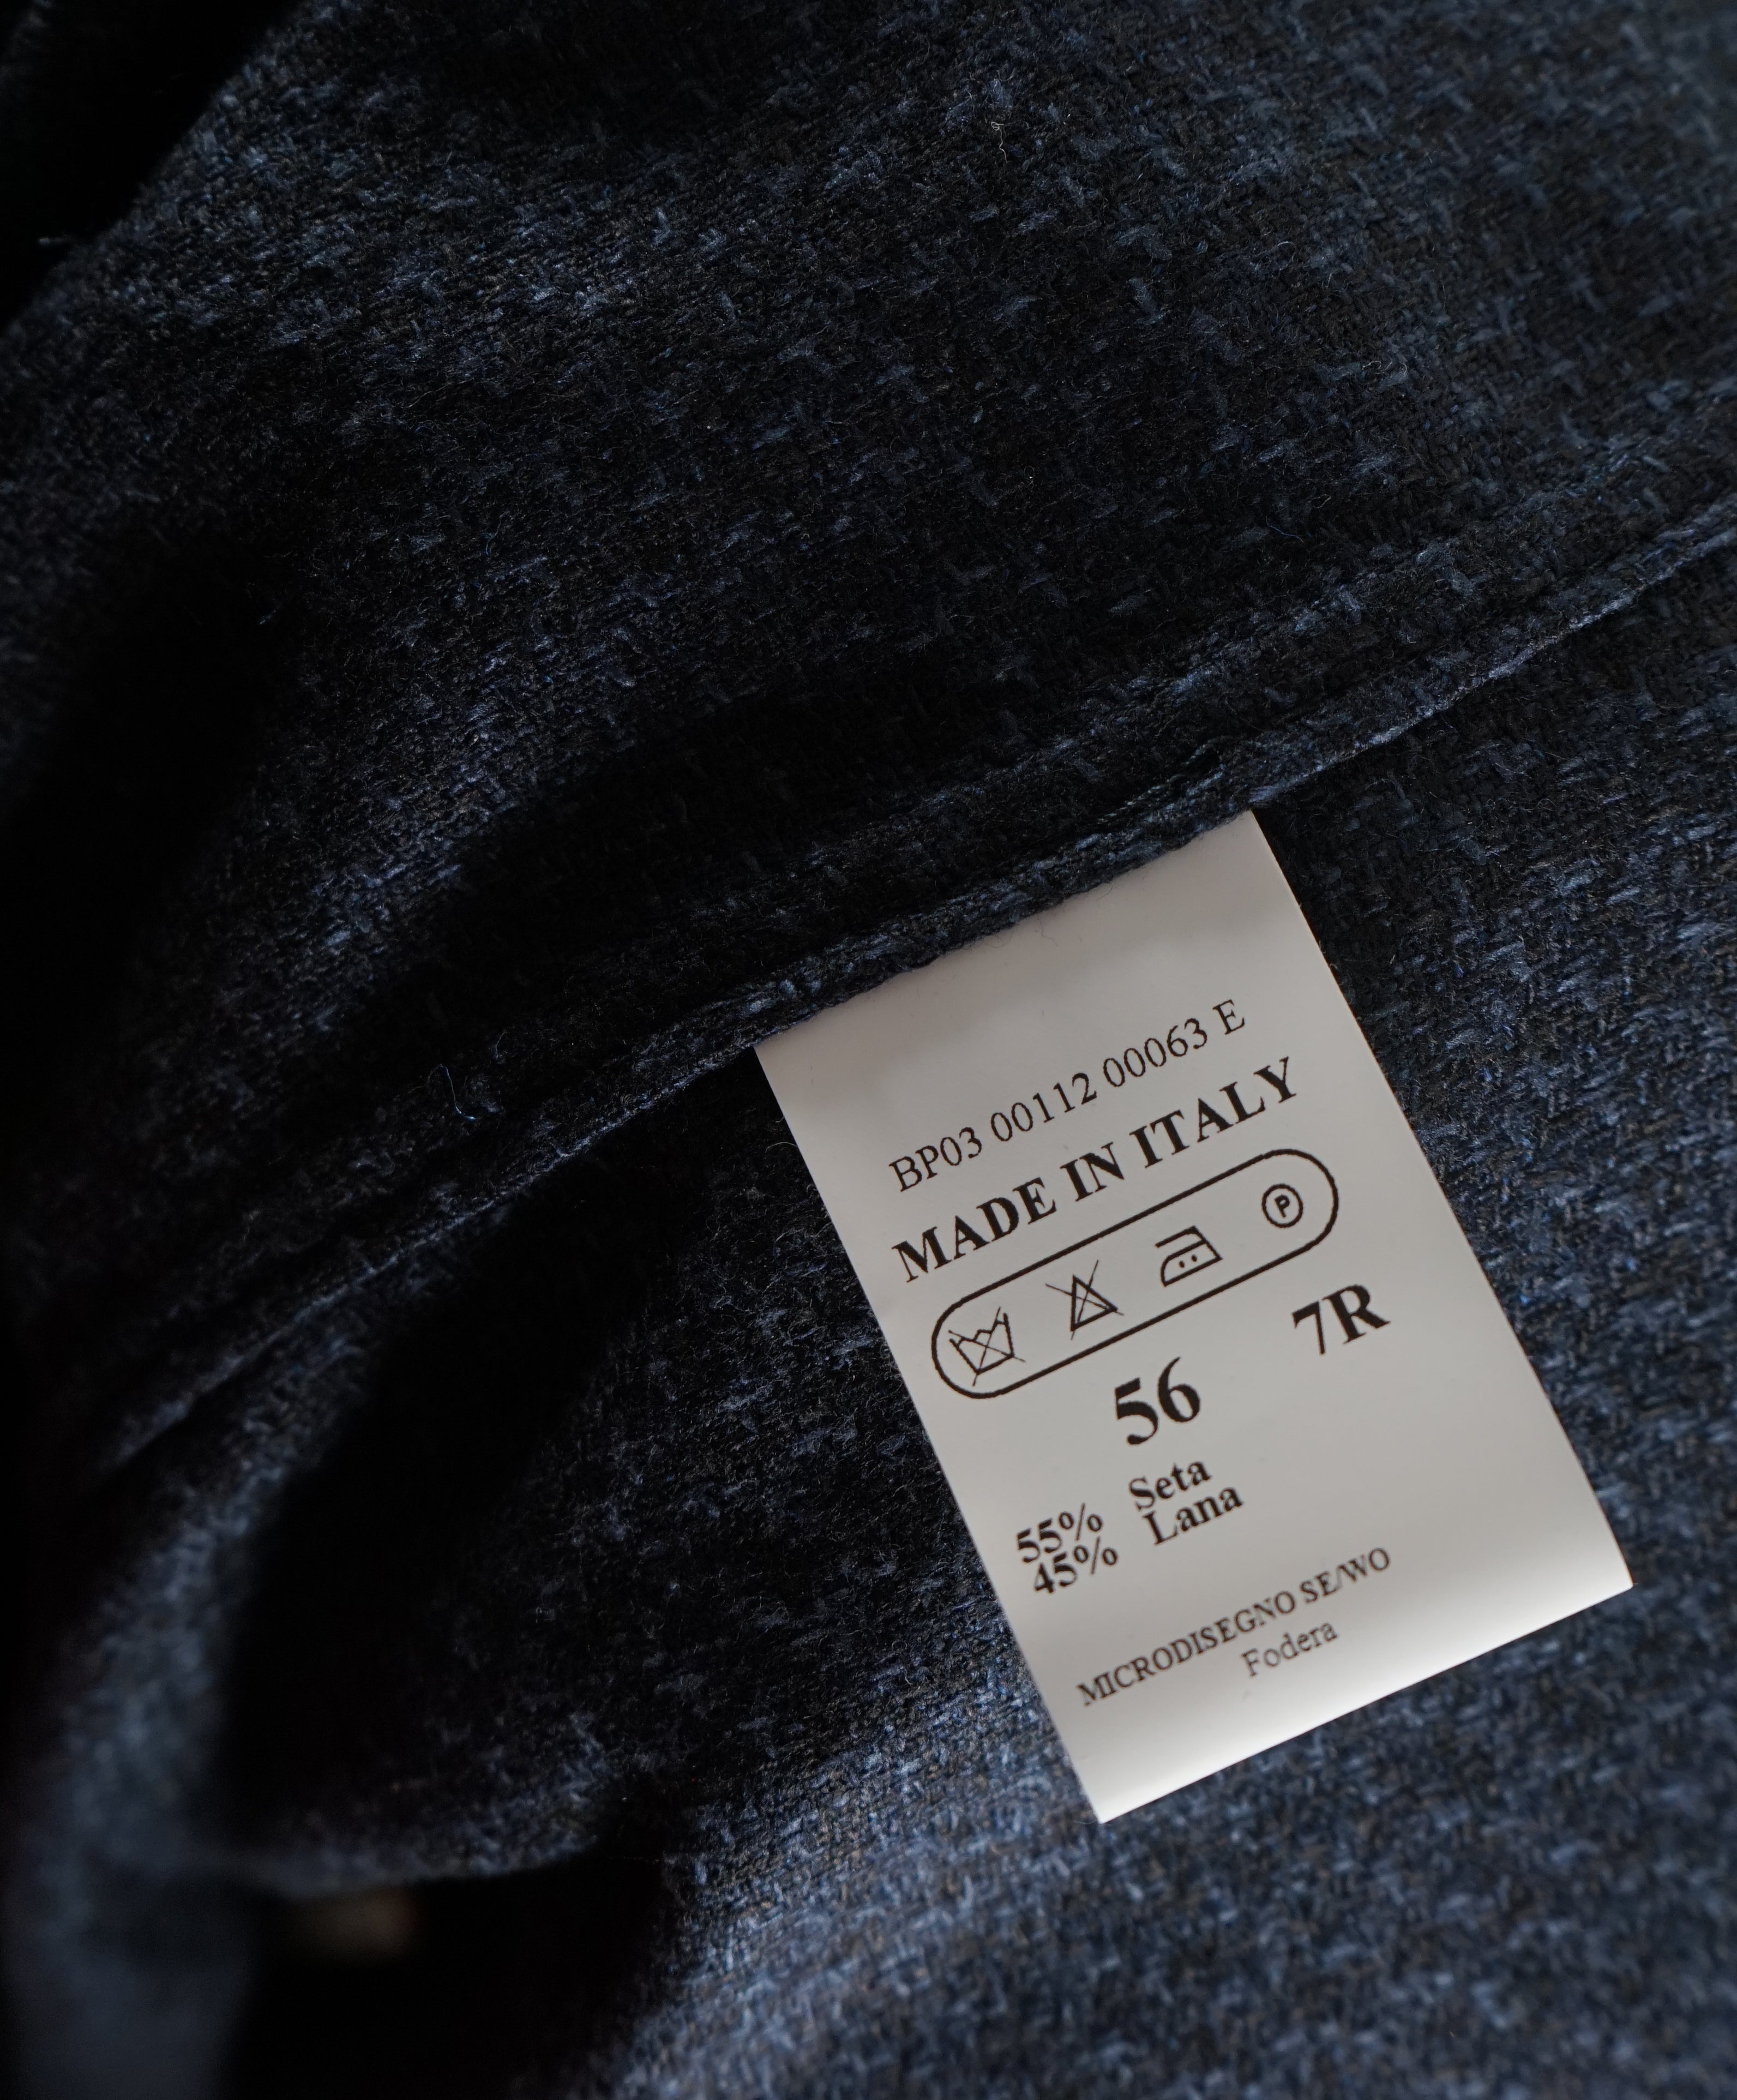 BP03 00112 00063 E
MADE IN ITALY
P
56 7R
55% Seta
45% Lana
MICRODISEGNO SE/WO
Fodera